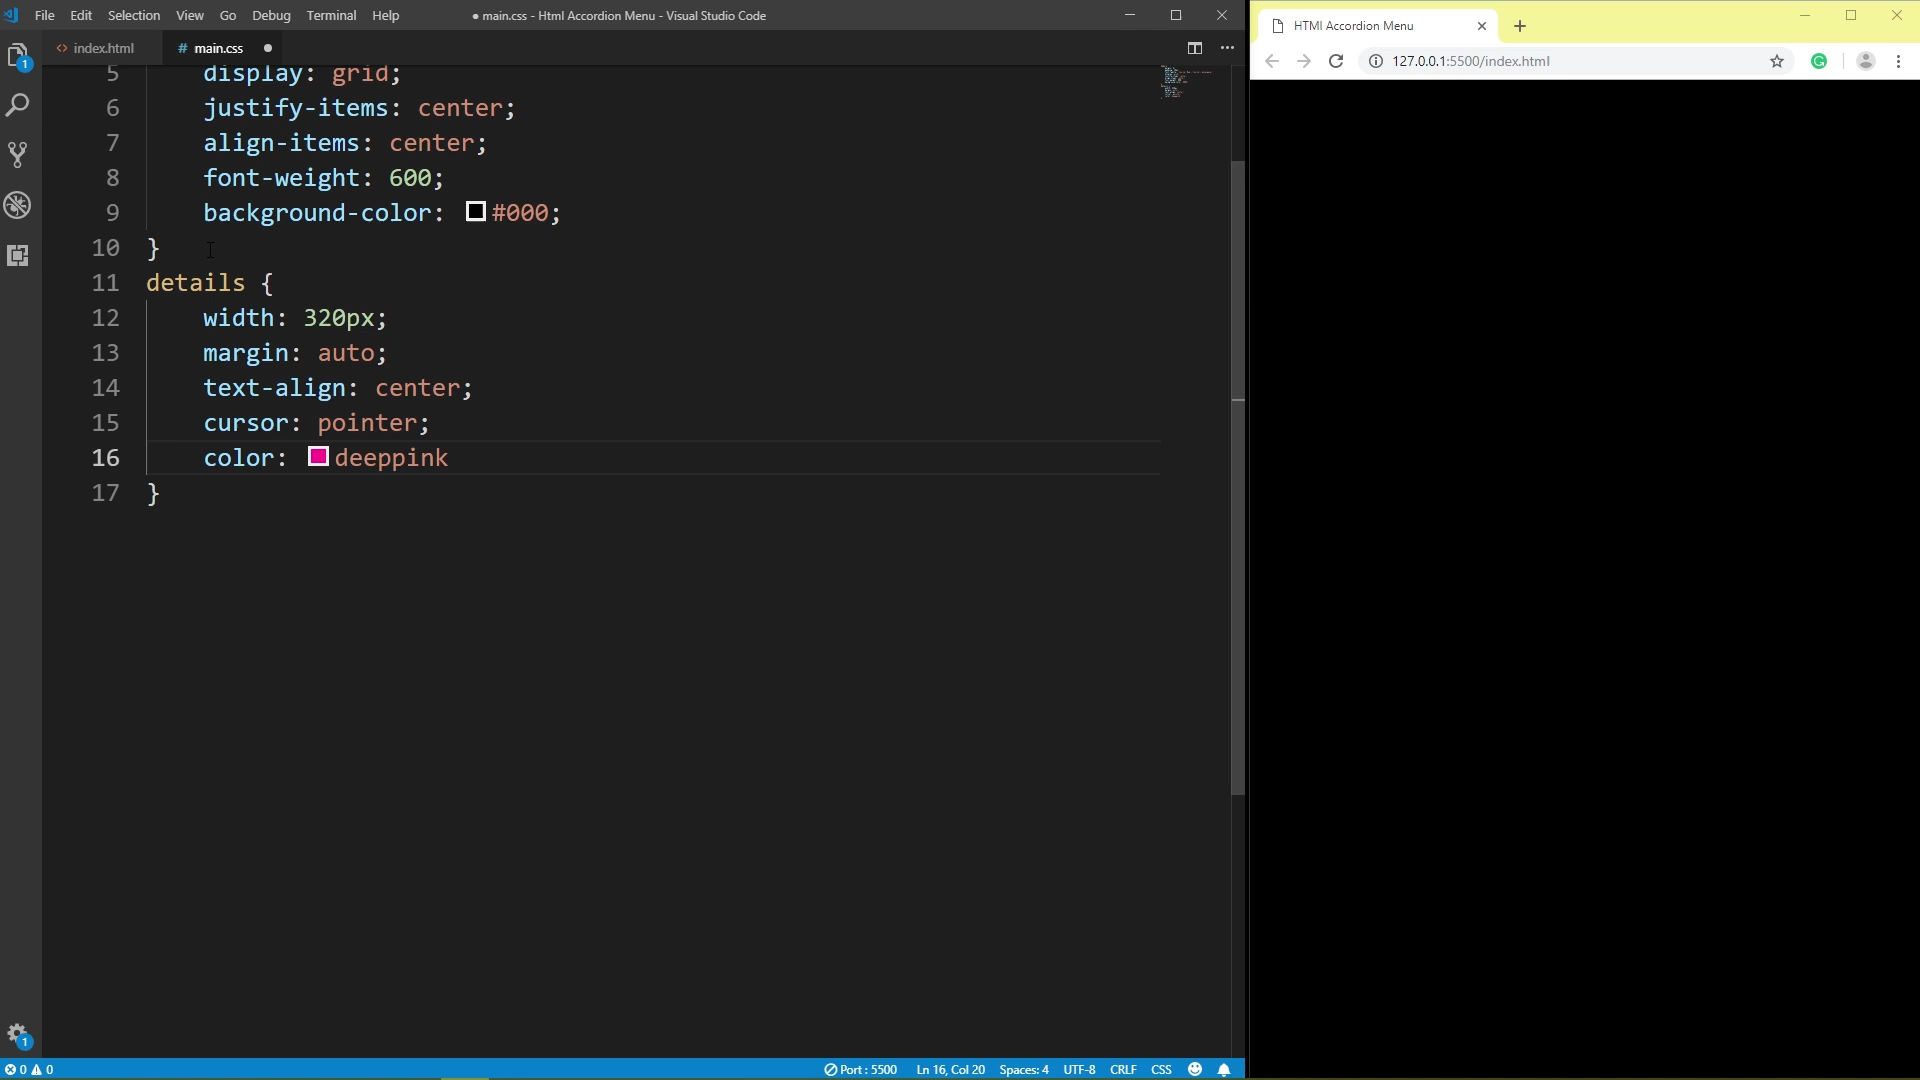 File Edit Selection View Go Debug Terminal Help
● main.css - Html Accordion Menu - Visual Studio Code
HTMl Accordion Menu
<> index.html
# main.css ●
127.0.0.1:5500/index.html
5 display: grid;
6 justify-items: center;
7 align-items: center;
8 font-weight: 600;
9 background-color: #000;
10 }
11 details {
12 width: 320px;
13 margin: auto;
14 text-align: center;
15 cursor: pointer;
16 color: deeppink
17 }
1
1
0 0
Port : 5500 Ln 16, Col 20 Spaces: 4 UTF-8 CRLF CSS